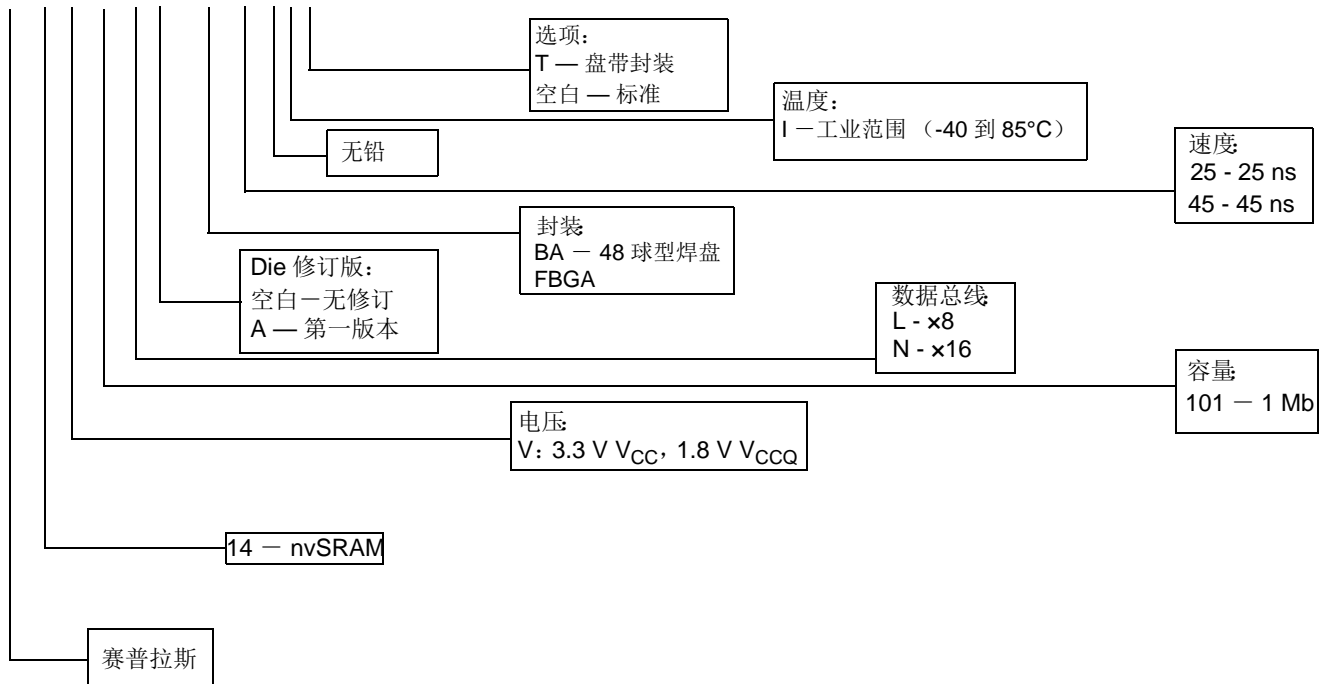 选项：
T — 盘带封装
空白 — 标准
温度：
I －工业范围 （-40 到 85°C）
无铅
速度:
25 - 25 ns
45 - 45 ns
封装:
BA － 48 球型焊盘
FBGA
Die 修订版：
空白－无修订
A — 第一版本
数据总线:
L - ×8
N - ×16
容量:
101 － 1 Mb
电压:
V：3.3 V VCC，1.8 V VCCQ
14 － nvSRAM
赛普拉斯